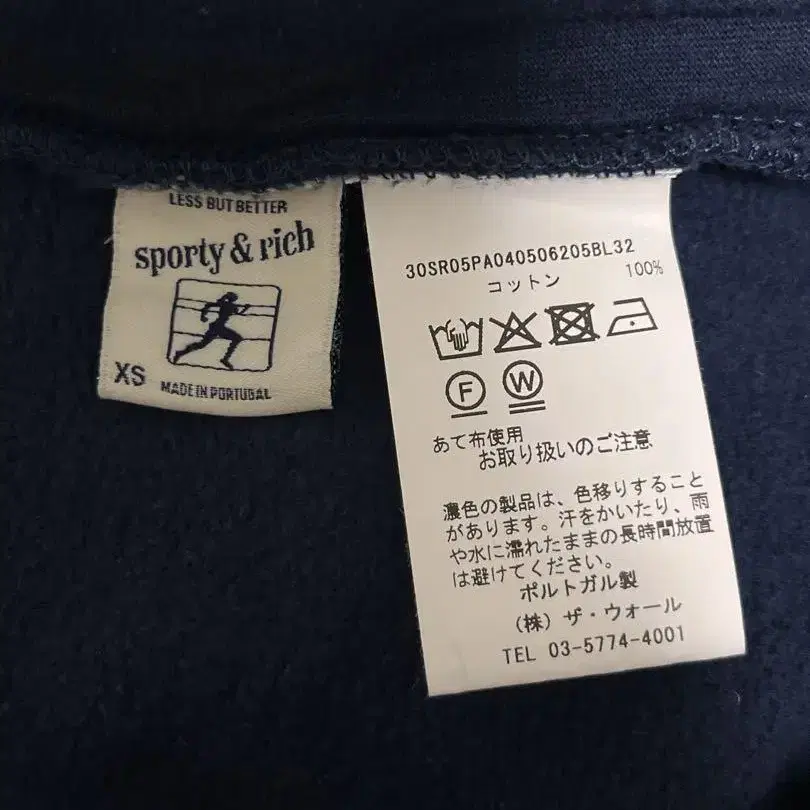 LESS BUT BETTER
sporty & rich
XS
MADE IN PORTUGAL
30SR05PA040506205BL32
コットン 100%
F W
あて布使用
お取り扱いのご注意
濃色の製品は、色移りすること
があります。汗をかいたり、雨
や水に濡れたままの長時間放置
は避けてください。
ポルトガル製
(株) ザ・ウォール
TEL 03-5774-4001